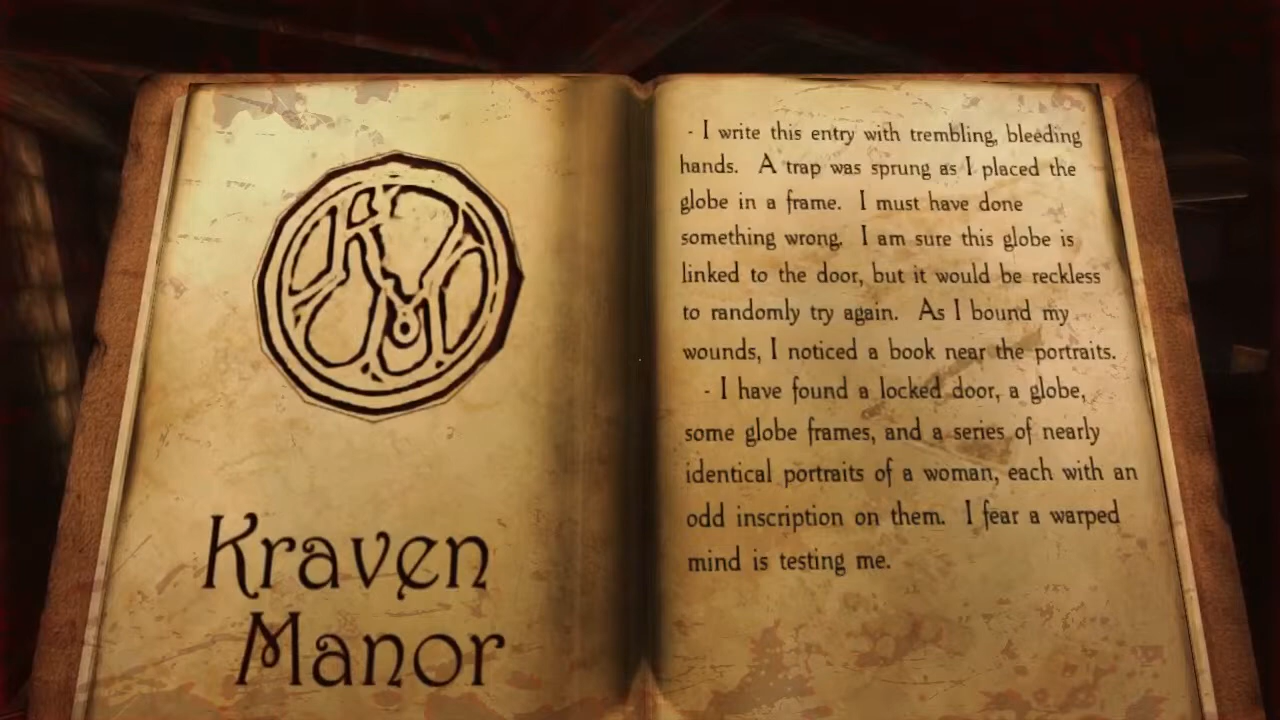 Kraven
Manor
- I write this entry with trembling, bleeding
hands. A trap was sprung as I placed the
globe in a frame. I must have done
something wrong. I am sure this globe is
linked to the door, but it would be reckless
to randomly try again. As I bound my
wounds, I noticed a book near the portraits.
- I have found a locked door, a globe,
some globe frames, and a series of nearly
identical portraits of a woman, each with an
odd inscription on them. I fear a warped
mind is testing me.